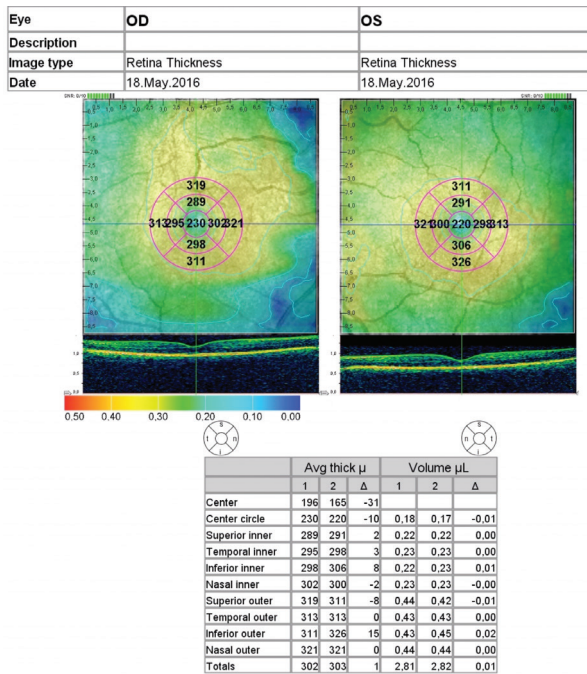 Eye OD OS
Description
Image type Retina Thickness Retina Thickness
Date 18.May.2016 18.May.2016
319
289
313 295 230 302 321
298
311
311
291
321 300 220 298 313
306
326
0.50 0.40 0.30 0.20 0.10 0.00
s s
t n n t
i i
Avg thick µ Volume µL
1 2 Δ 1 2 Δ
Center 196 165 -31
Center circle 230 220 -10 0,18 0,17 -0,01
Superior inner 289 291 2 0,22 0,22 0,00
Temporal inner 295 298 3 0,23 0,23 0,00
Inferior inner 298 306 8 0,22 0,23 0,01
Nasal inner 302 300 -2 0,23 0,23 -0,00
Superior outer 319 311 -8 0,44 0,42 -0,01
Temporal outer 313 313 0 0,43 0,43 0,00
Inferior outer 311 326 15 0,43 0,45 0,02
Nasal outer 321 321 0 0,44 0,44 0,00
Totals 302 303 1 2,81 2,82 0,01